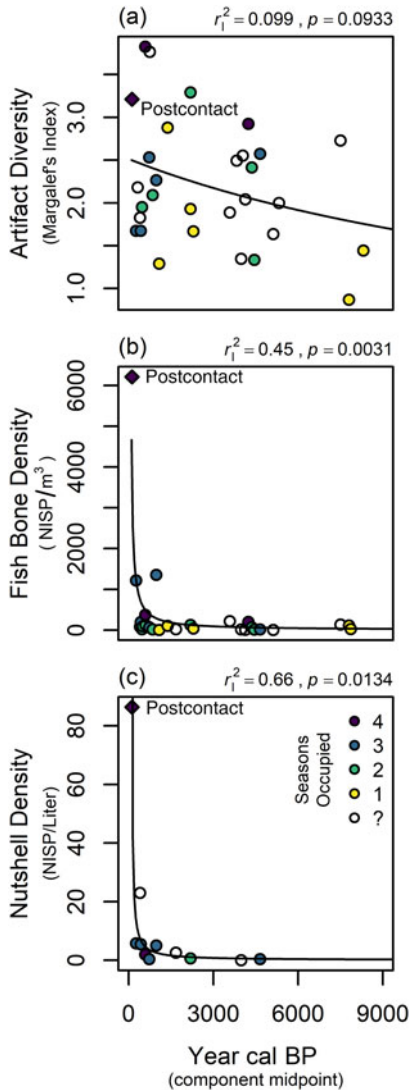 (a) r₁² = 0.099 , p = 0.0933
Artifact Diversity
(Margalef's Index)
3.0
2.0
1.0
Postcontact
(b) r₁² = 0.45 , p = 0.0031
Fish Bone Density
( NISP/m³ )
6000
4000
2000
0
Postcontact
(c) r₁² = 0.66 , p = 0.0134
Nutshell Density
(NISP/Liter)
80
60
40
20
0
Postcontact
Seasons
Occupied
4
3
2
1
?
0 3000 6000 9000
Year cal BP
(component midpoint)